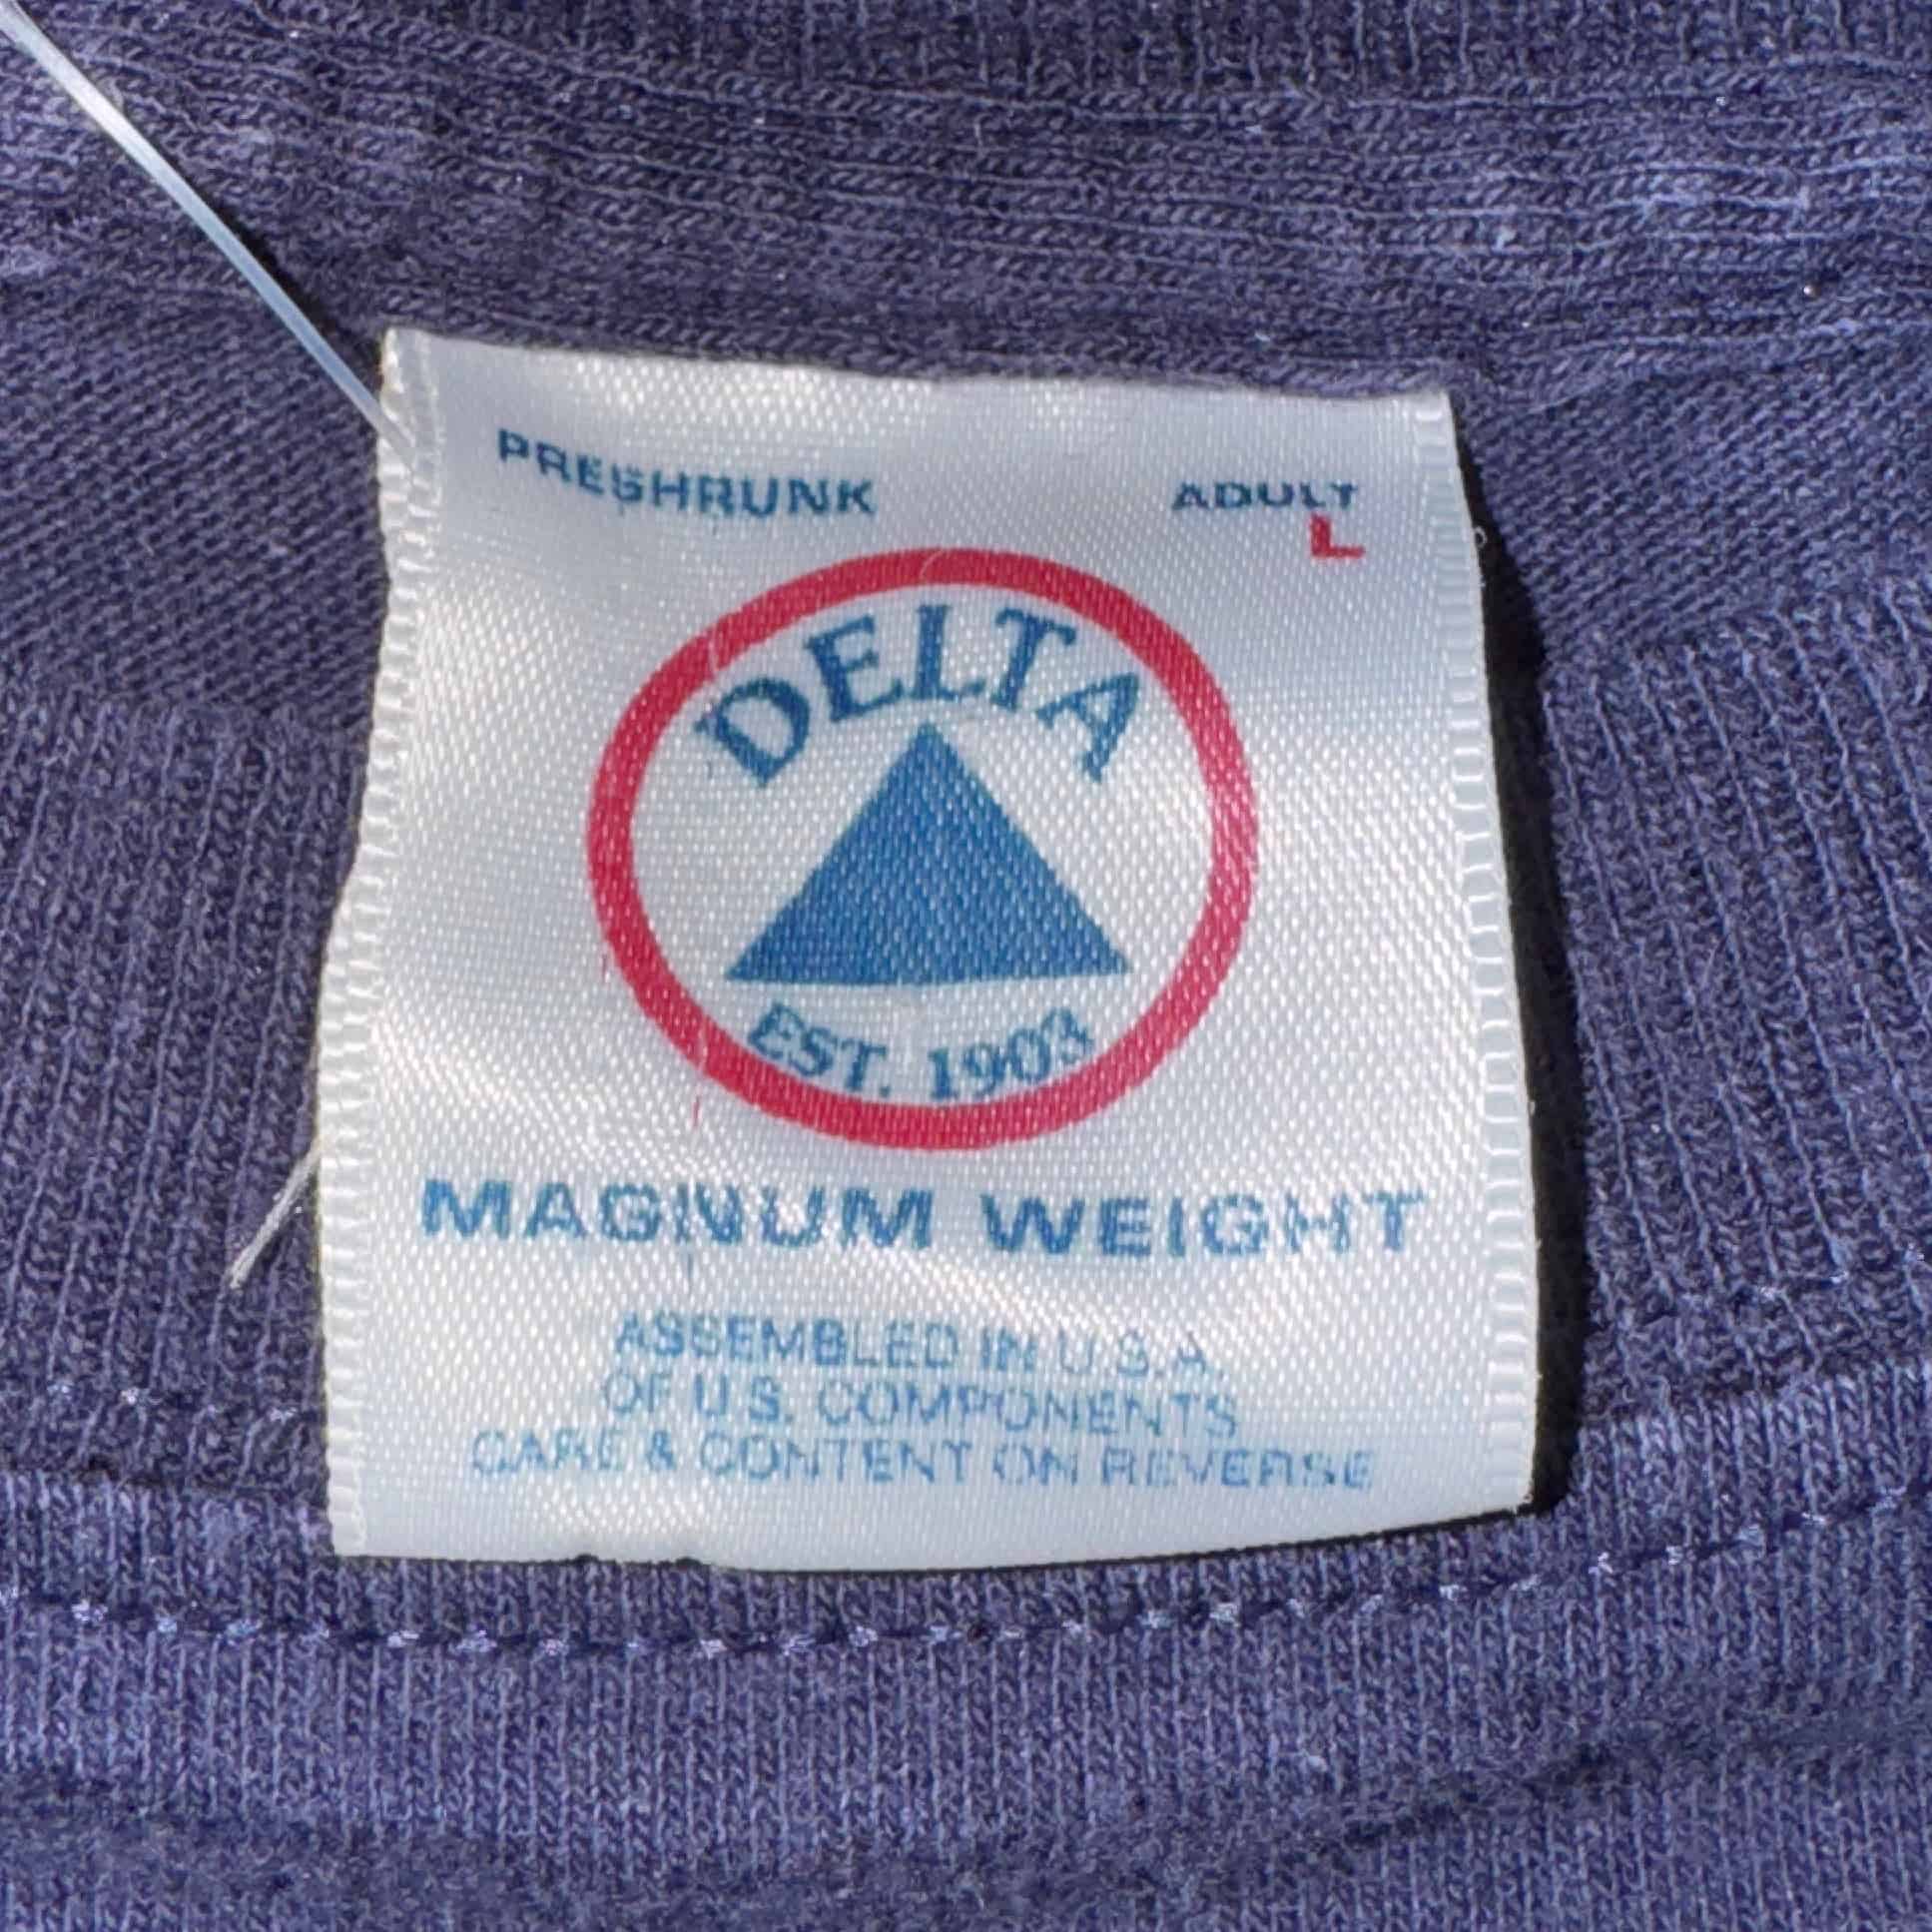 PRESHRUNK ADULT
L
DELTA
EST. 1903
MAGNUM WEIGHT
ASSEMBLED IN U.S.A.
OF U.S. COMPONENTS
CARE & CONTENT ON REVERSE